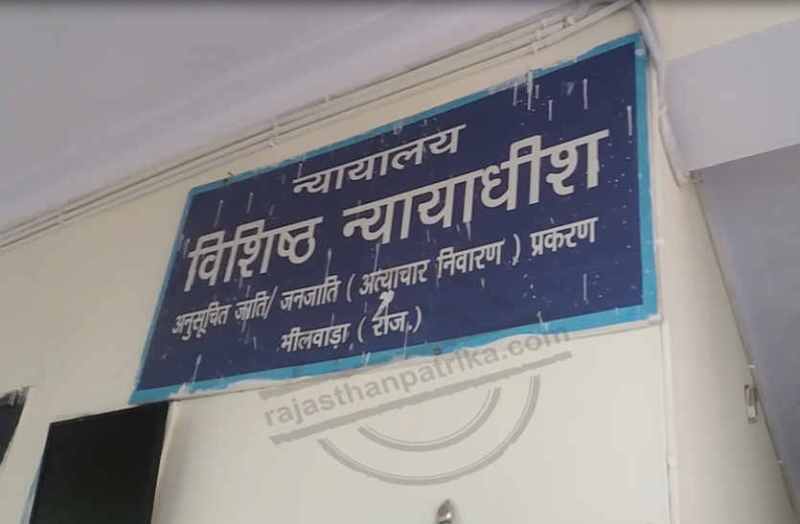 न्यायालय
विशिष्ठ न्यायाधीश
अनुसूचित जाति/ जनजाति ( अत्याचार निवारण ) प्रकरण
भीलवाड़ा ( राज.)
rajasthanpatrika.com